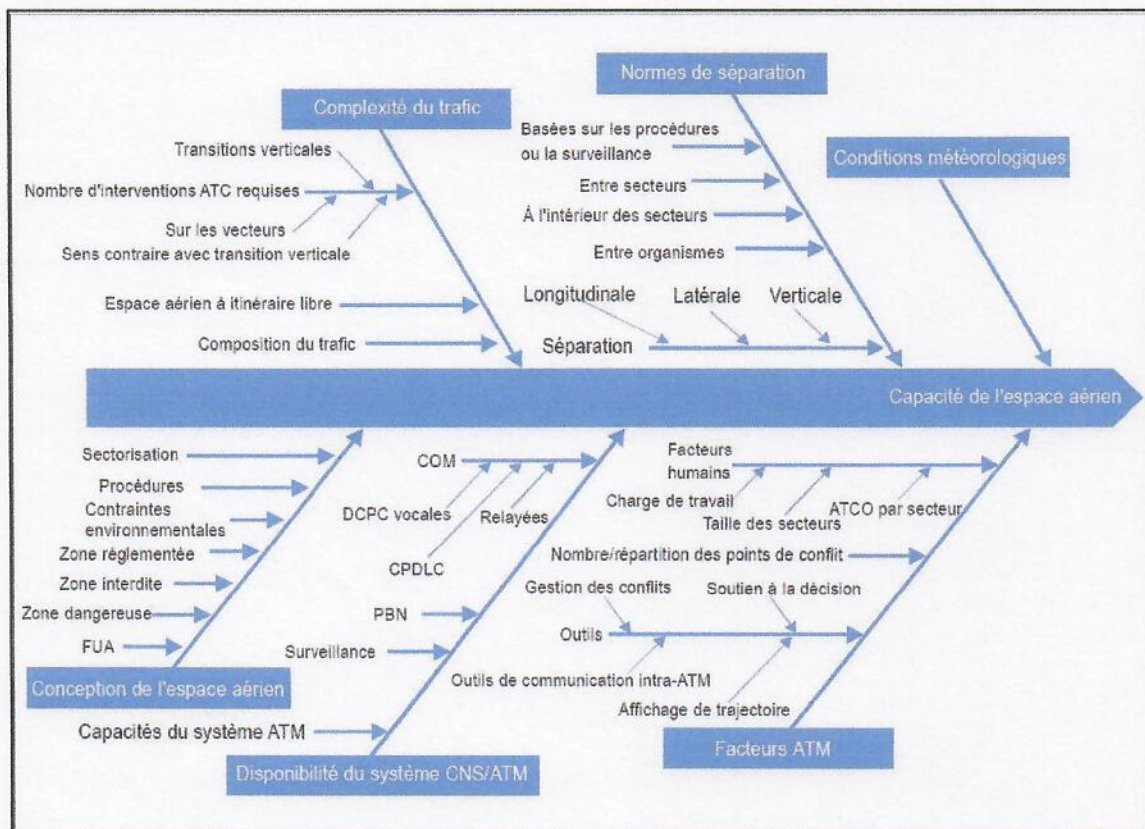 Normes de séparation
Complexité du trafic
Basées sur les procédures
ou la surveillance
Conditions météorologiques
Transitions verticales
Entre secteurs
Nombre d'interventions ATC requises
À l'intérieur des secteurs
Sur les vecteurs
Sens contraire avec transition verticale
Entre organismes
Espace aérien à itinéraire libre
Longitudinale
Latérale
Verticale
Composition du trafic
Séparation
Capacité de l'espace aérien
Sectorisation
COM
Facteurs
humains
Procédures
Charge de travail
ATCO par secteur
Contraintes
environnementales
DCPC vocales
Relayées
Taille des secteurs
Zone réglementée
Nombre/répartition des points de conflit
CPDLC
Zone interdite
Gestion des conflits
Soutien à la décision
Zone dangereuse
PBN
Outils
FUA
Surveillance
Outils de communication intra-ATM
Conception de l'espace aérien
Affichage de trajectoire
Capacités du système ATM
Facteurs ATM
Disponibilité du système CNS/ATM